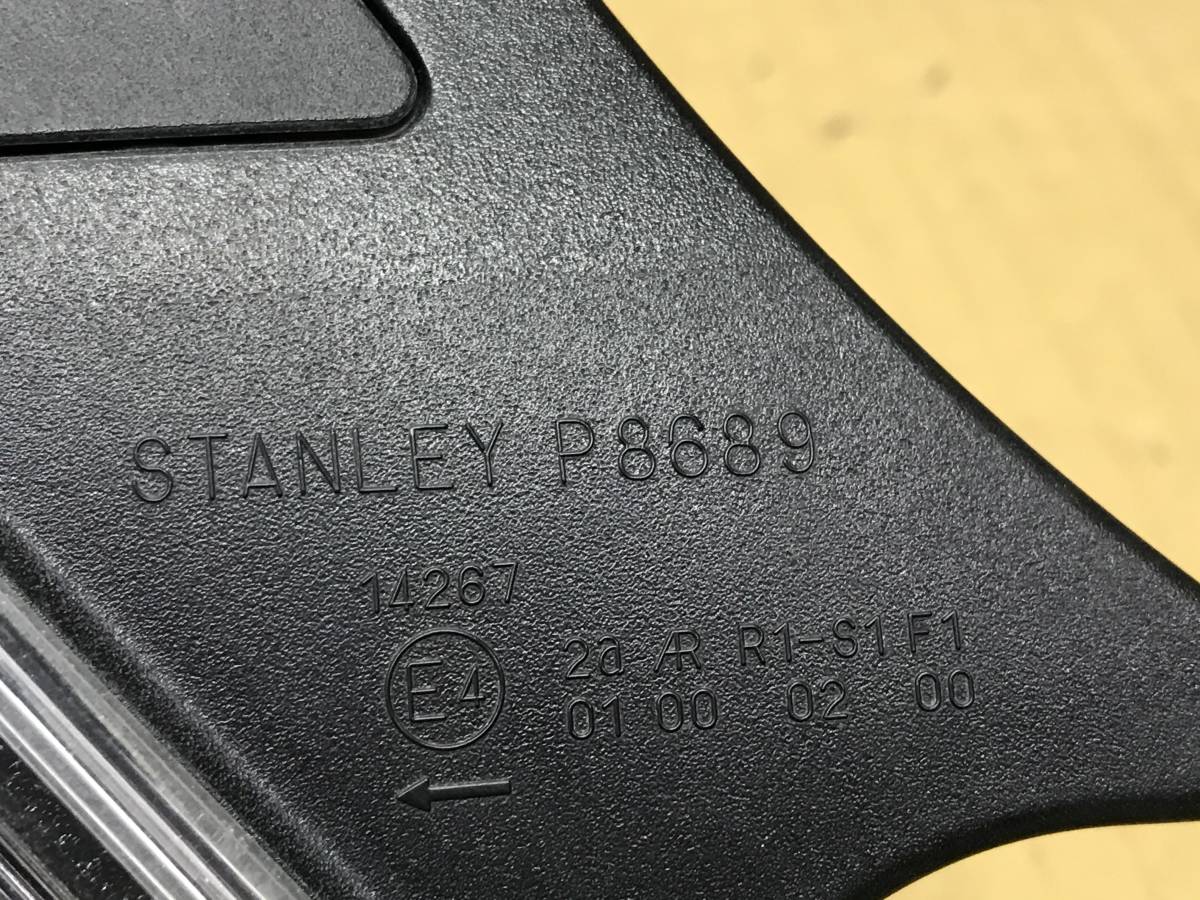 STANLEY P8689
14267
E4 2a AR R1-S1 F1
01 00 02 00